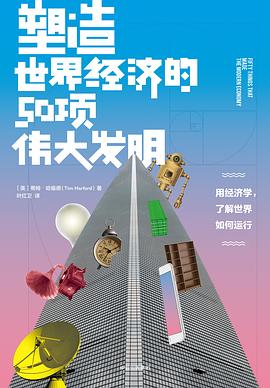 塑造
世界经济的
50项
伟大发明
FIFTY THINGS THAT
MADE
THE MODERN ECONOMY
[英] 蒂姆·哈福德(Tim Harford) 著
叶红卫 译
用经济学，
了解世界
如何运行